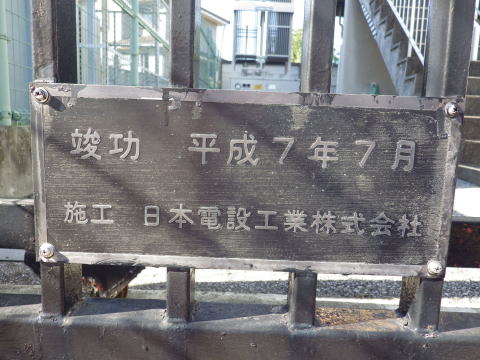 竣功 平成7年7月
施工 日本電設工業株式会社